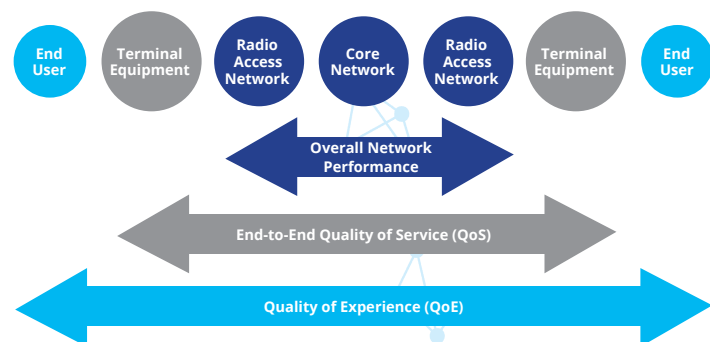 End
User
Terminal
Equipment
Radio
Access
Network
Core
Network
Radio
Access
Network
Terminal
Equipment
End
User
Overall Network
Performance
End-to-End Quality of Service (QoS)
Quality of Experience (QoE)